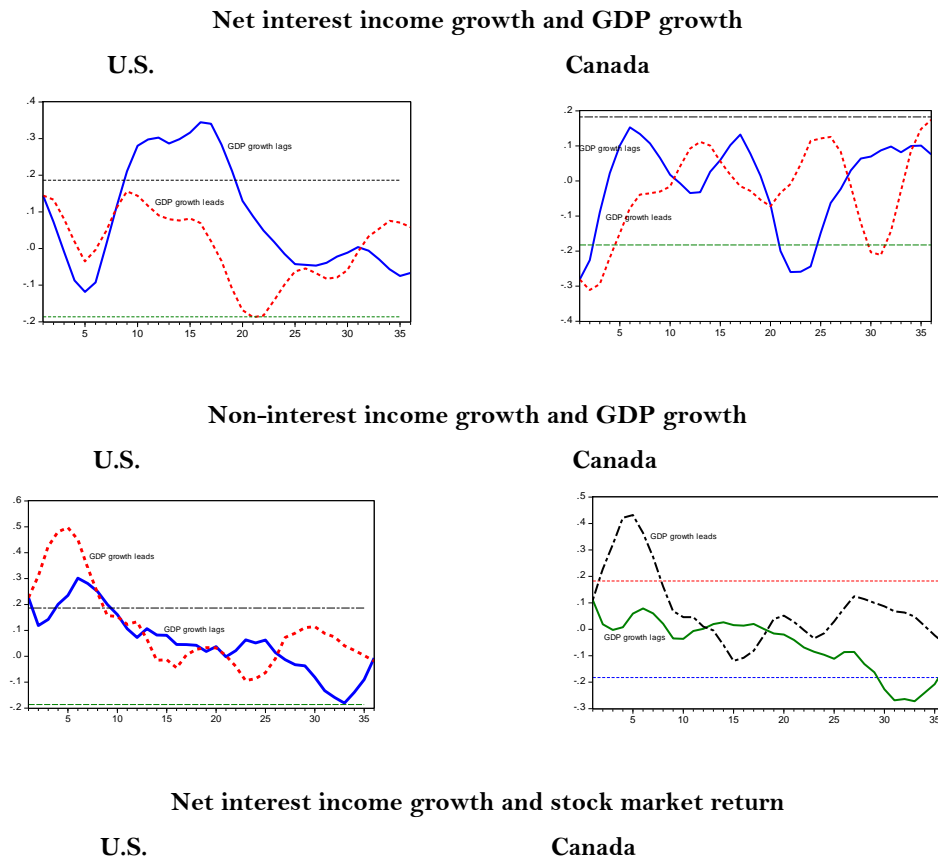 Net interest income growth and GDP growth
U.S. Canada
.4
.3
.2
.1
.0
-.1
-.2
5 10 15 20 25 30 35
GDP growth lags
GDP growth leads
.2
.1
.0
-.1
-.2
-.3
-.4
5 10 15 20 25 30 35
GDP growth lags
GDP growth leads
Non-interest income growth and GDP growth
U.S. Canada
.6
.5
.4
.3
.2
.1
.0
-.1
-.2
5 10 15 20 25 30 35
GDP growth leads
GDP growth lags
.5
.4
.3
.2
.1
.0
-.1
-.2
-.3
5 10 15 20 25 30 35
GDP growth leads
GDP growth lags
Net interest income growth and stock market return
U.S. Canada